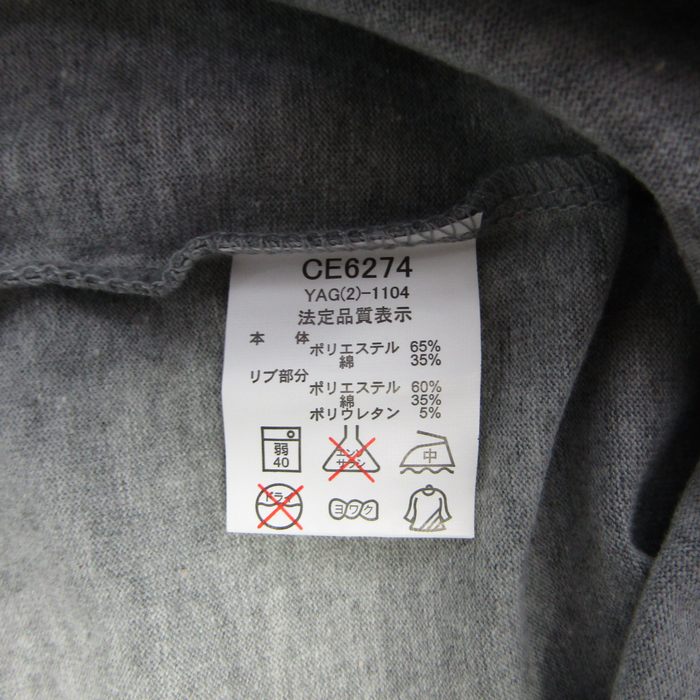 CE6274
YAG(2)-1104
法定品質表示
本 体
ポリエステル 65%
綿 35%
リブ部分
ポリエステル 60%
綿 35%
ポリウレタン 5%
弱
40
エンソ
サラシ
中
ドライ
ヨワク